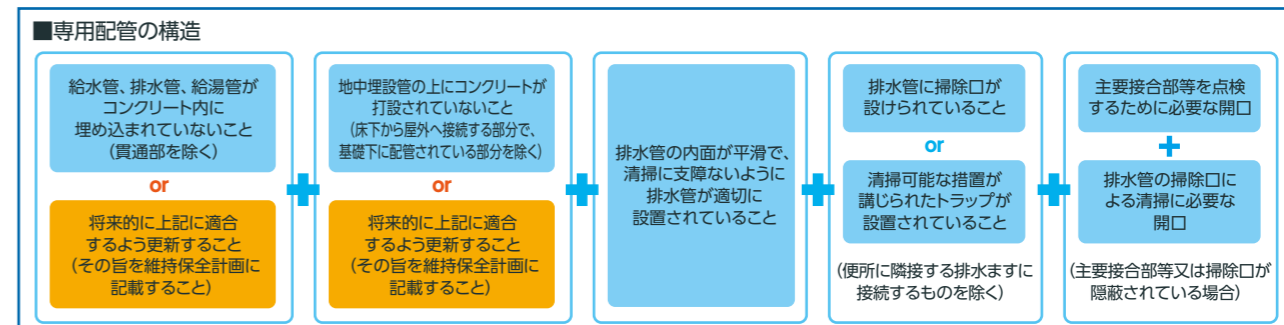 ■専用配管の構造
給水管、排水管、給湯管が
コンクリート内に
埋め込まれていないこと
(貫通部を除く)
or
将来的に上記に適合
するよう更新すること
(その旨を維持保全計画に
記載すること)
地中埋設管の上にコンクリートが
打設されていないこと
(床下から屋外へ接続する部分で、
基礎下に配管されている部分を除く)
or
将来的に上記に適合
するよう更新すること
(その旨を維持保全計画に
記載すること)
排水管の内面が平滑で、
清掃に支障ないように
排水管が適切に
設置されていること
排水管に掃除口が
設けられていること
or
清掃可能な措置が
講じられたトラップが
設置されていること
(便所に隣接する排水ますに
接続するものを除く)
主要接合部等を点検
するために必要な開口
+
排水管の掃除口に
よる清掃に必要な
開口
(主要接合部等又は掃除口が
隠蔽されている場合)